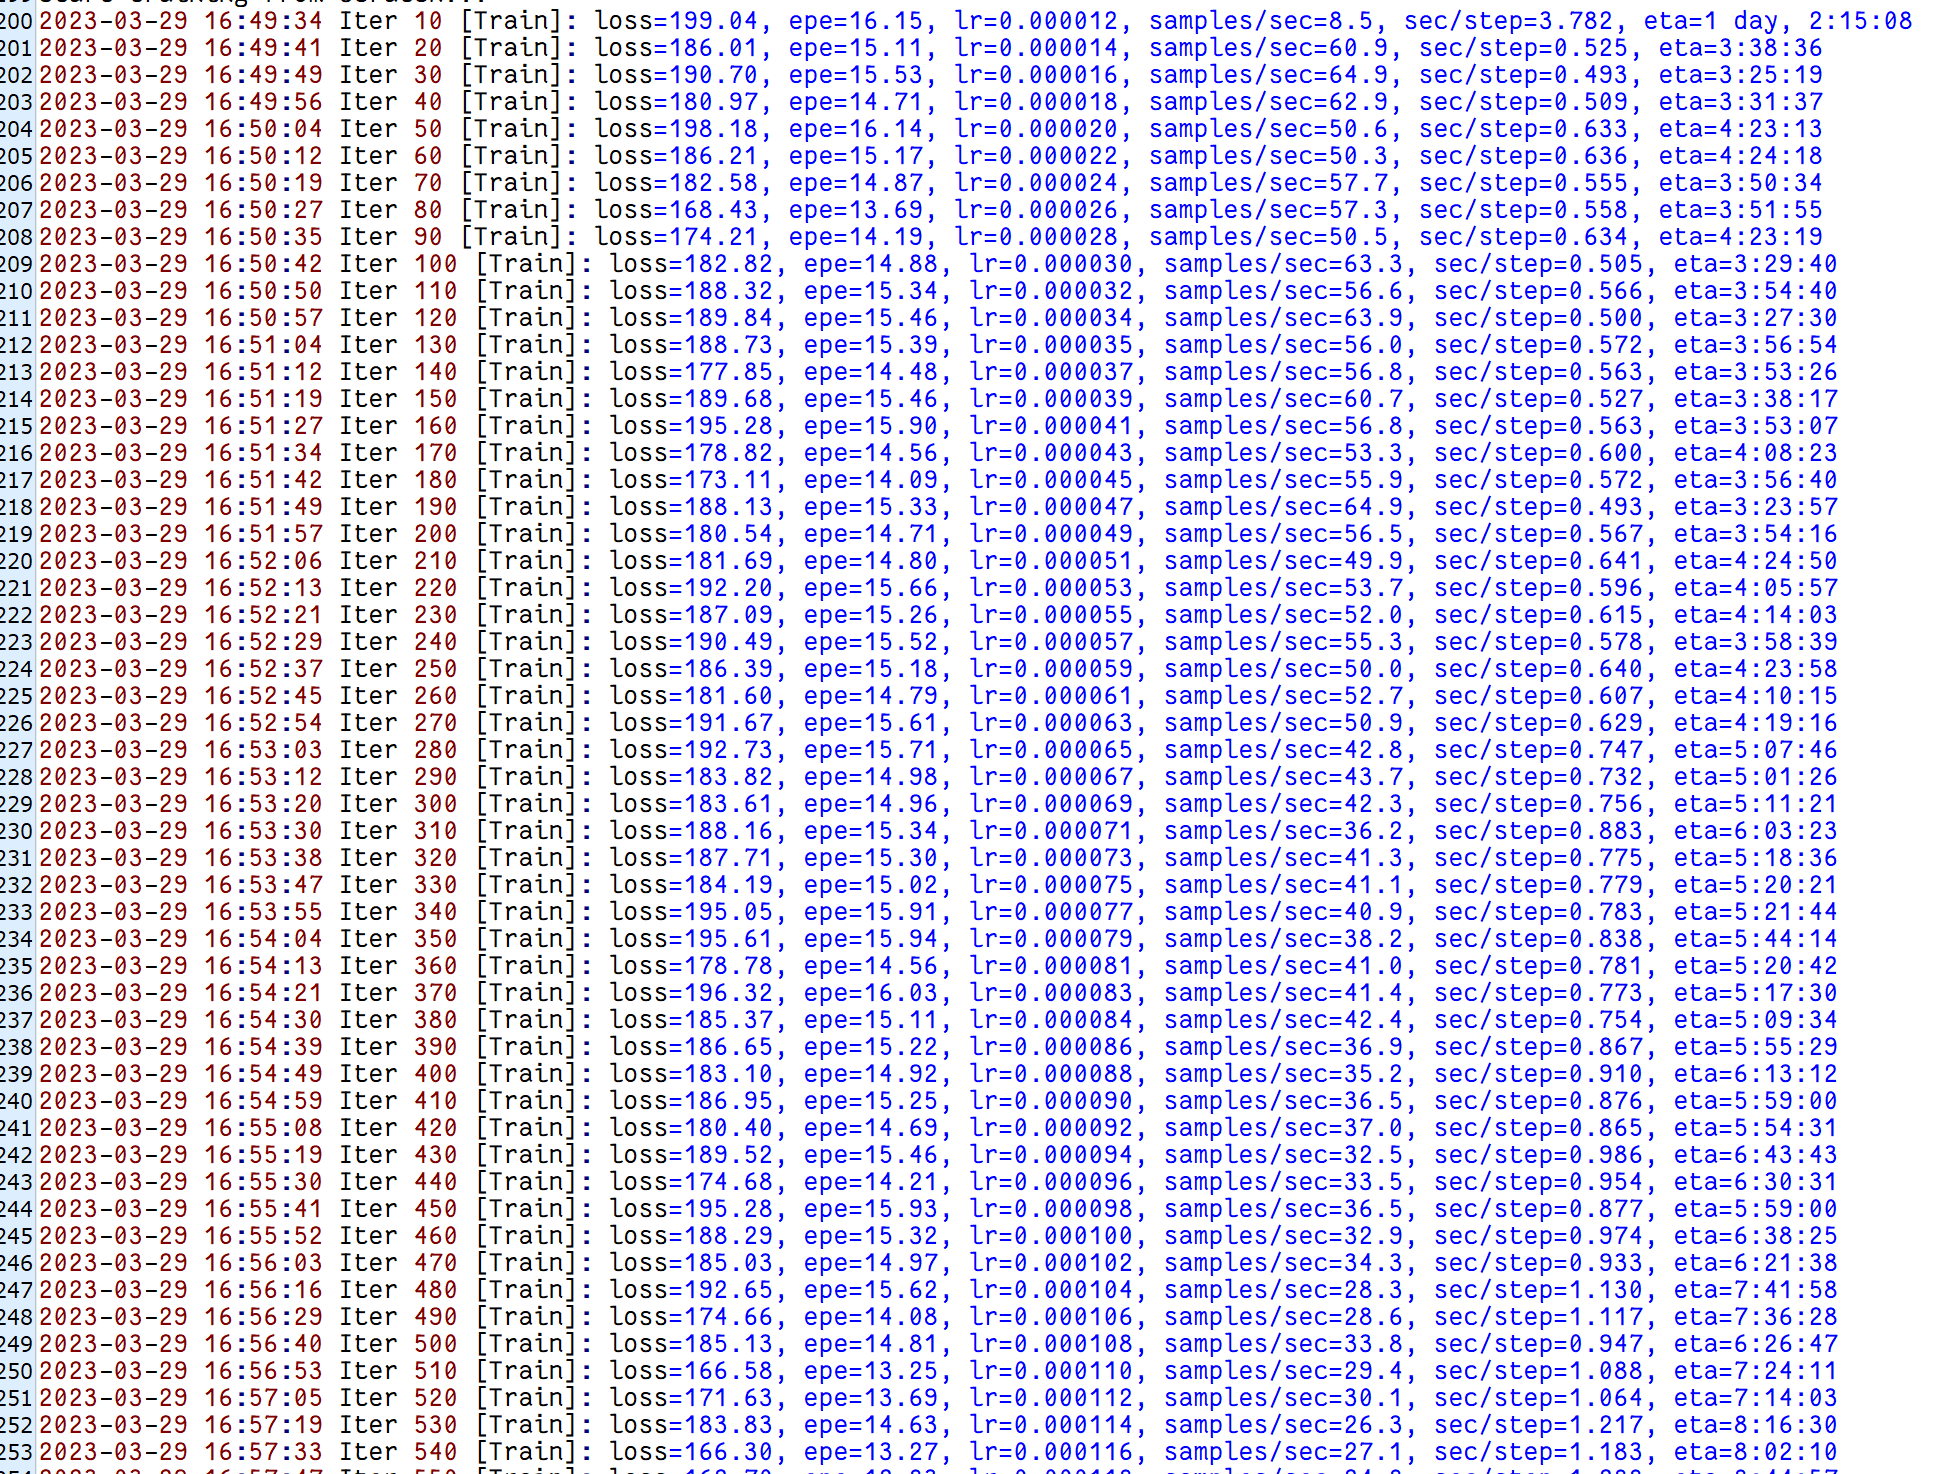 200 2023-03-29 16:49:34 Iter 10 [Train]: loss=199.04, epe=16.15, lr=0.000012, samples/sec=8.5, sec/step=3.782, eta=1 day, 2:15:08
201 2023-03-29 16:49:41 Iter 20 [Train]: loss=186.01, epe=15.11, lr=0.000014, samples/sec=60.9, sec/step=0.525, eta=3:38:36
202 2023-03-29 16:49:49 Iter 30 [Train]: loss=190.70, epe=15.53, lr=0.000016, samples/sec=64.9, sec/step=0.493, eta=3:25:19
203 2023-03-29 16:49:56 Iter 40 [Train]: loss=180.97, epe=14.71, lr=0.000018, samples/sec=62.9, sec/step=0.509, eta=3:31:37
204 2023-03-29 16:50:04 Iter 50 [Train]: loss=198.18, epe=16.14, lr=0.000020, samples/sec=50.6, sec/step=0.633, eta=4:23:13
205 2023-03-29 16:50:12 Iter 60 [Train]: loss=186.21, epe=15.17, lr=0.000022, samples/sec=50.3, sec/step=0.636, eta=4:24:18
206 2023-03-29 16:50:19 Iter 70 [Train]: loss=182.58, epe=14.87, lr=0.000024, samples/sec=57.7, sec/step=0.555, eta=3:50:34
207 2023-03-29 16:50:27 Iter 80 [Train]: loss=168.43, epe=13.69, lr=0.000026, samples/sec=57.3, sec/step=0.558, eta=3:51:55
208 2023-03-29 16:50:35 Iter 90 [Train]: loss=174.21, epe=14.19, lr=0.000028, samples/sec=50.5, sec/step=0.634, eta=4:23:19
209 2023-03-29 16:50:42 Iter 100 [Train]: loss=182.82, epe=14.88, lr=0.000030, samples/sec=63.3, sec/step=0.505, eta=3:29:40
210 2023-03-29 16:50:50 Iter 110 [Train]: loss=188.32, epe=15.34, lr=0.000032, samples/sec=56.6, sec/step=0.566, eta=3:54:40
211 2023-03-29 16:50:57 Iter 120 [Train]: loss=189.84, epe=15.46, lr=0.000034, samples/sec=63.9, sec/step=0.500, eta=3:27:30
212 2023-03-29 16:51:04 Iter 130 [Train]: loss=188.73, epe=15.39, lr=0.000035, samples/sec=56.0, sec/step=0.572, eta=3:56:54
213 2023-03-29 16:51:12 Iter 140 [Train]: loss=177.85, epe=14.48, lr=0.000037, samples/sec=56.8, sec/step=0.563, eta=3:53:26
214 2023-03-29 16:51:19 Iter 150 [Train]: loss=189.68, epe=15.46, lr=0.000039, samples/sec=60.7, sec/step=0.527, eta=3:38:17
215 2023-03-29 16:51:27 Iter 160 [Train]: loss=195.28, epe=15.90, lr=0.000041, samples/sec=56.8, sec/step=0.563, eta=3:53:07
216 2023-03-29 16:51:34 Iter 170 [Train]: loss=178.82, epe=14.56, lr=0.000043, samples/sec=53.3, sec/step=0.600, eta=4:08:23
217 2023-03-29 16:51:42 Iter 180 [Train]: loss=173.11, epe=14.09, lr=0.000045, samples/sec=55.9, sec/step=0.572, eta=3:56:40
218 2023-03-29 16:51:49 Iter 190 [Train]: loss=188.13, epe=15.33, lr=0.000047, samples/sec=64.9, sec/step=0.493, eta=3:23:57
219 2023-03-29 16:51:57 Iter 200 [Train]: loss=180.54, epe=14.71, lr=0.000049, samples/sec=56.5, sec/step=0.567, eta=3:54:16
220 2023-03-29 16:52:06 Iter 210 [Train]: loss=181.69, epe=14.80, lr=0.000051, samples/sec=49.9, sec/step=0.641, eta=4:24:50
221 2023-03-29 16:52:13 Iter 220 [Train]: loss=192.20, epe=15.66, lr=0.000053, samples/sec=53.7, sec/step=0.596, eta=4:05:57
222 2023-03-29 16:52:21 Iter 230 [Train]: loss=187.09, epe=15.26, lr=0.000055, samples/sec=52.0, sec/step=0.615, eta=4:14:03
223 2023-03-29 16:52:29 Iter 240 [Train]: loss=190.49, epe=15.52, lr=0.000057, samples/sec=55.3, sec/step=0.578, eta=3:58:39
224 2023-03-29 16:52:37 Iter 250 [Train]: loss=186.39, epe=15.18, lr=0.000059, samples/sec=50.0, sec/step=0.640, eta=4:23:58
225 2023-03-29 16:52:45 Iter 260 [Train]: loss=181.60, epe=14.79, lr=0.000061, samples/sec=52.7, sec/step=0.607, eta=4:10:15
226 2023-03-29 16:52:54 Iter 270 [Train]: loss=191.67, epe=15.61, lr=0.000063, samples/sec=50.9, sec/step=0.629, eta=4:19:16
227 2023-03-29 16:53:03 Iter 280 [Train]: loss=192.73, epe=15.71, lr=0.000065, samples/sec=42.8, sec/step=0.747, eta=5:07:46
228 2023-03-29 16:53:12 Iter 290 [Train]: loss=183.82, epe=14.98, lr=0.000067, samples/sec=43.7, sec/step=0.732, eta=5:01:26
229 2023-03-29 16:53:20 Iter 300 [Train]: loss=183.61, epe=14.96, lr=0.000069, samples/sec=42.3, sec/step=0.756, eta=5:11:21
230 2023-03-29 16:53:30 Iter 310 [Train]: loss=188.16, epe=15.34, lr=0.000071, samples/sec=36.2, sec/step=0.883, eta=6:03:23
231 2023-03-29 16:53:38 Iter 320 [Train]: loss=187.71, epe=15.30, lr=0.000073, samples/sec=41.3, sec/step=0.775, eta=5:18:36
232 2023-03-29 16:53:47 Iter 330 [Train]: loss=184.19, epe=15.02, lr=0.000075, samples/sec=41.1, sec/step=0.779, eta=5:20:21
233 2023-03-29 16:53:55 Iter 340 [Train]: loss=195.05, epe=15.91, lr=0.000077, samples/sec=40.9, sec/step=0.783, eta=5:21:44
234 2023-03-29 16:54:04 Iter 350 [Train]: loss=195.61, epe=15.94, lr=0.000079, samples/sec=38.2, sec/step=0.838, eta=5:44:14
235 2023-03-29 16:54:13 Iter 360 [Train]: loss=178.78, epe=14.56, lr=0.000081, samples/sec=41.0, sec/step=0.781, eta=5:20:42
236 2023-03-29 16:54:21 Iter 370 [Train]: loss=196.32, epe=16.03, lr=0.000083, samples/sec=41.4, sec/step=0.773, eta=5:17:30
237 2023-03-29 16:54:30 Iter 380 [Train]: loss=185.37, epe=15.11, lr=0.000084, samples/sec=42.4, sec/step=0.754, eta=5:09:34
238 2023-03-29 16:54:39 Iter 390 [Train]: loss=186.65, epe=15.22, lr=0.000086, samples/sec=36.9, sec/step=0.867, eta=5:55:29
239 2023-03-29 16:54:49 Iter 400 [Train]: loss=183.10, epe=14.92, lr=0.000088, samples/sec=35.2, sec/step=0.910, eta=6:13:12
240 2023-03-29 16:54:59 Iter 410 [Train]: loss=186.95, epe=15.25, lr=0.000090, samples/sec=36.5, sec/step=0.876, eta=5:59:00
241 2023-03-29 16:55:08 Iter 420 [Train]: loss=180.40, epe=14.69, lr=0.000092, samples/sec=37.0, sec/step=0.865, eta=5:54:31
242 2023-03-29 16:55:19 Iter 430 [Train]: loss=189.52, epe=15.46, lr=0.000094, samples/sec=32.5, sec/step=0.986, eta=6:43:43
243 2023-03-29 16:55:30 Iter 440 [Train]: loss=174.68, epe=14.21, lr=0.000096, samples/sec=33.5, sec/step=0.954, eta=6:30:31
244 2023-03-29 16:55:41 Iter 450 [Train]: loss=195.28, epe=15.93, lr=0.000098, samples/sec=36.5, sec/step=0.877, eta=5:59:00
245 2023-03-29 16:55:52 Iter 460 [Train]: loss=188.29, epe=15.32, lr=0.000100, samples/sec=32.9, sec/step=0.974, eta=6:38:25
246 2023-03-29 16:56:03 Iter 470 [Train]: loss=185.03, epe=14.97, lr=0.000102, samples/sec=34.3, sec/step=0.933, eta=6:21:38
247 2023-03-29 16:56:16 Iter 480 [Train]: loss=192.65, epe=15.62, lr=0.000104, samples/sec=28.3, sec/step=1.130, eta=7:41:58
248 2023-03-29 16:56:29 Iter 490 [Train]: loss=174.66, epe=14.08, lr=0.000106, samples/sec=28.6, sec/step=1.117, eta=7:36:28
249 2023-03-29 16:56:40 Iter 500 [Train]: loss=185.13, epe=14.81, lr=0.000108, samples/sec=33.8, sec/step=0.947, eta=6:26:47
250 2023-03-29 16:56:53 Iter 510 [Train]: loss=166.58, epe=13.25, lr=0.000110, samples/sec=29.4, sec/step=1.088, eta=7:24:11
251 2023-03-29 16:57:05 Iter 520 [Train]: loss=171.63, epe=13.69, lr=0.000112, samples/sec=30.1, sec/step=1.064, eta=7:14:03
252 2023-03-29 16:57:19 Iter 530 [Train]: loss=183.83, epe=14.63, lr=0.000114, samples/sec=26.3, sec/step=1.217, eta=8:16:30
253 2023-03-29 16:57:33 Iter 540 [Train]: loss=166.30, epe=13.27, lr=0.000116, samples/sec=27.1, sec/step=1.183, eta=8:02:10